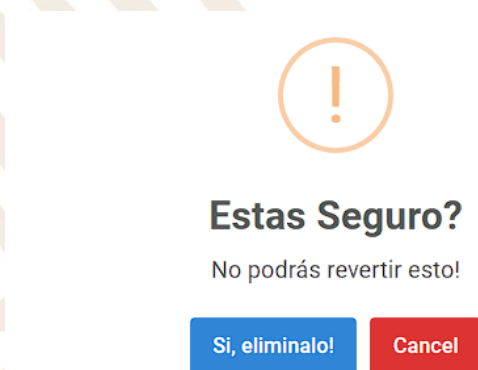 !
Estas Seguro?
No podrás revertir esto!
Si, eliminalo! Cancel